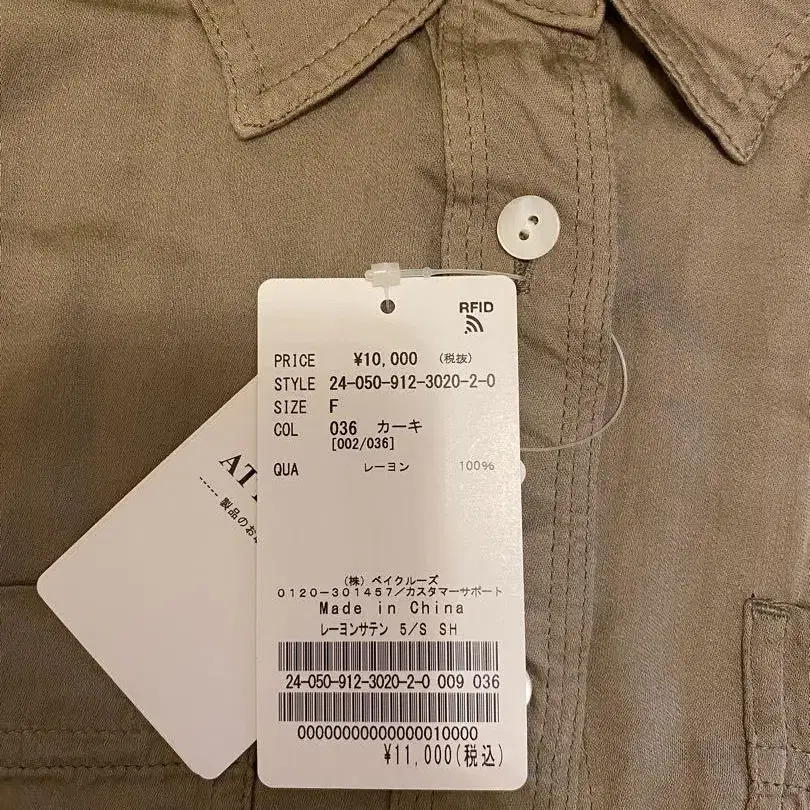 RFID
PRICE ¥10,000 (税抜)
STYLE 24-050-912-3020-2-0
SIZE F
COL 036 カーキ
[002/036]
QUA レーヨン 100%
(株) ベイクルーズ
0120-301457/カスタマーサポート
Made in China
レーヨンサテン 5/S SH
24-050-912-3020-2-0 009 036
00000000000000010000
¥11,000(税込)
AT
製品のお